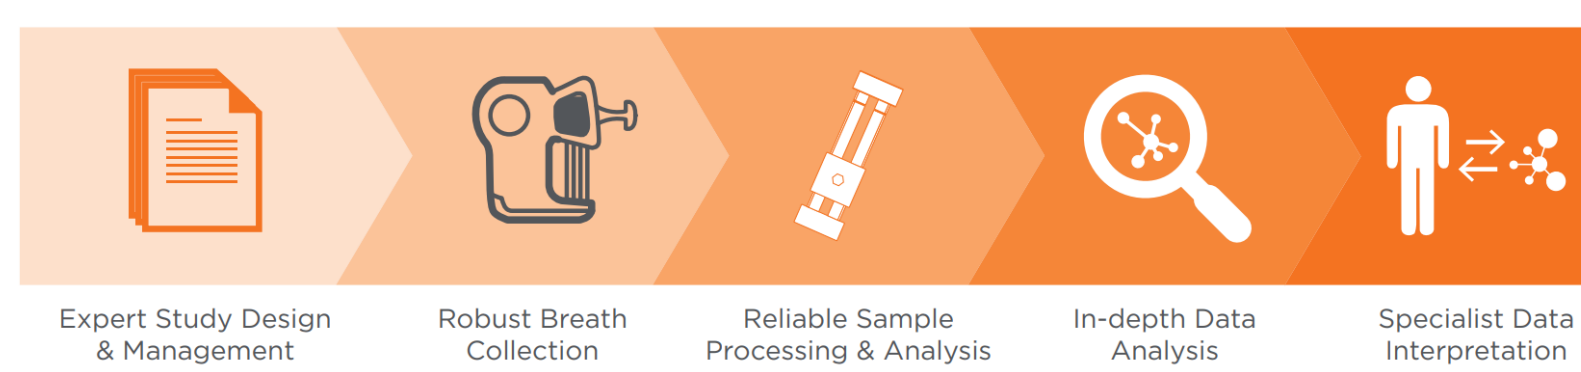 Expert Study Design
& Management
Robust Breath
Collection
Reliable Sample
Processing & Analysis
In-depth Data
Analysis
Specialist Data
Interpretation